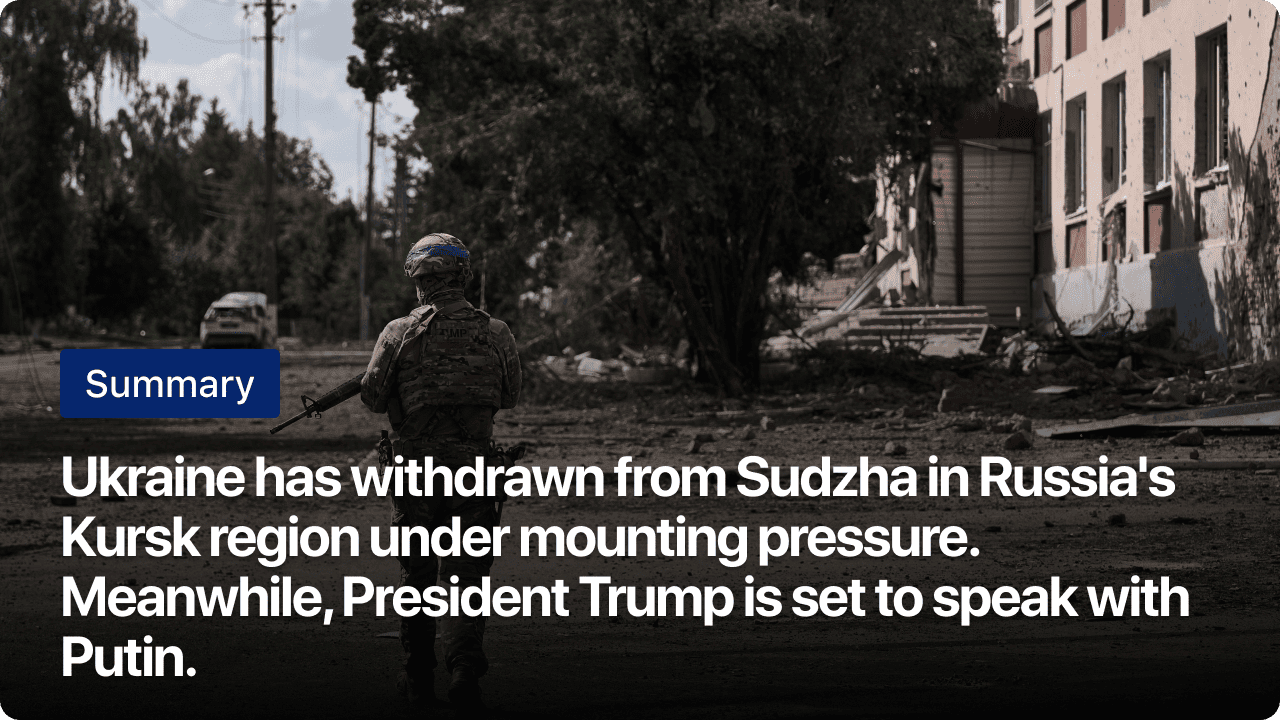 Summary
Ukraine has withdrawn from Sudzha in Russia's
Kursk region under mounting pressure.
Meanwhile, President Trump is set to speak with
Putin.